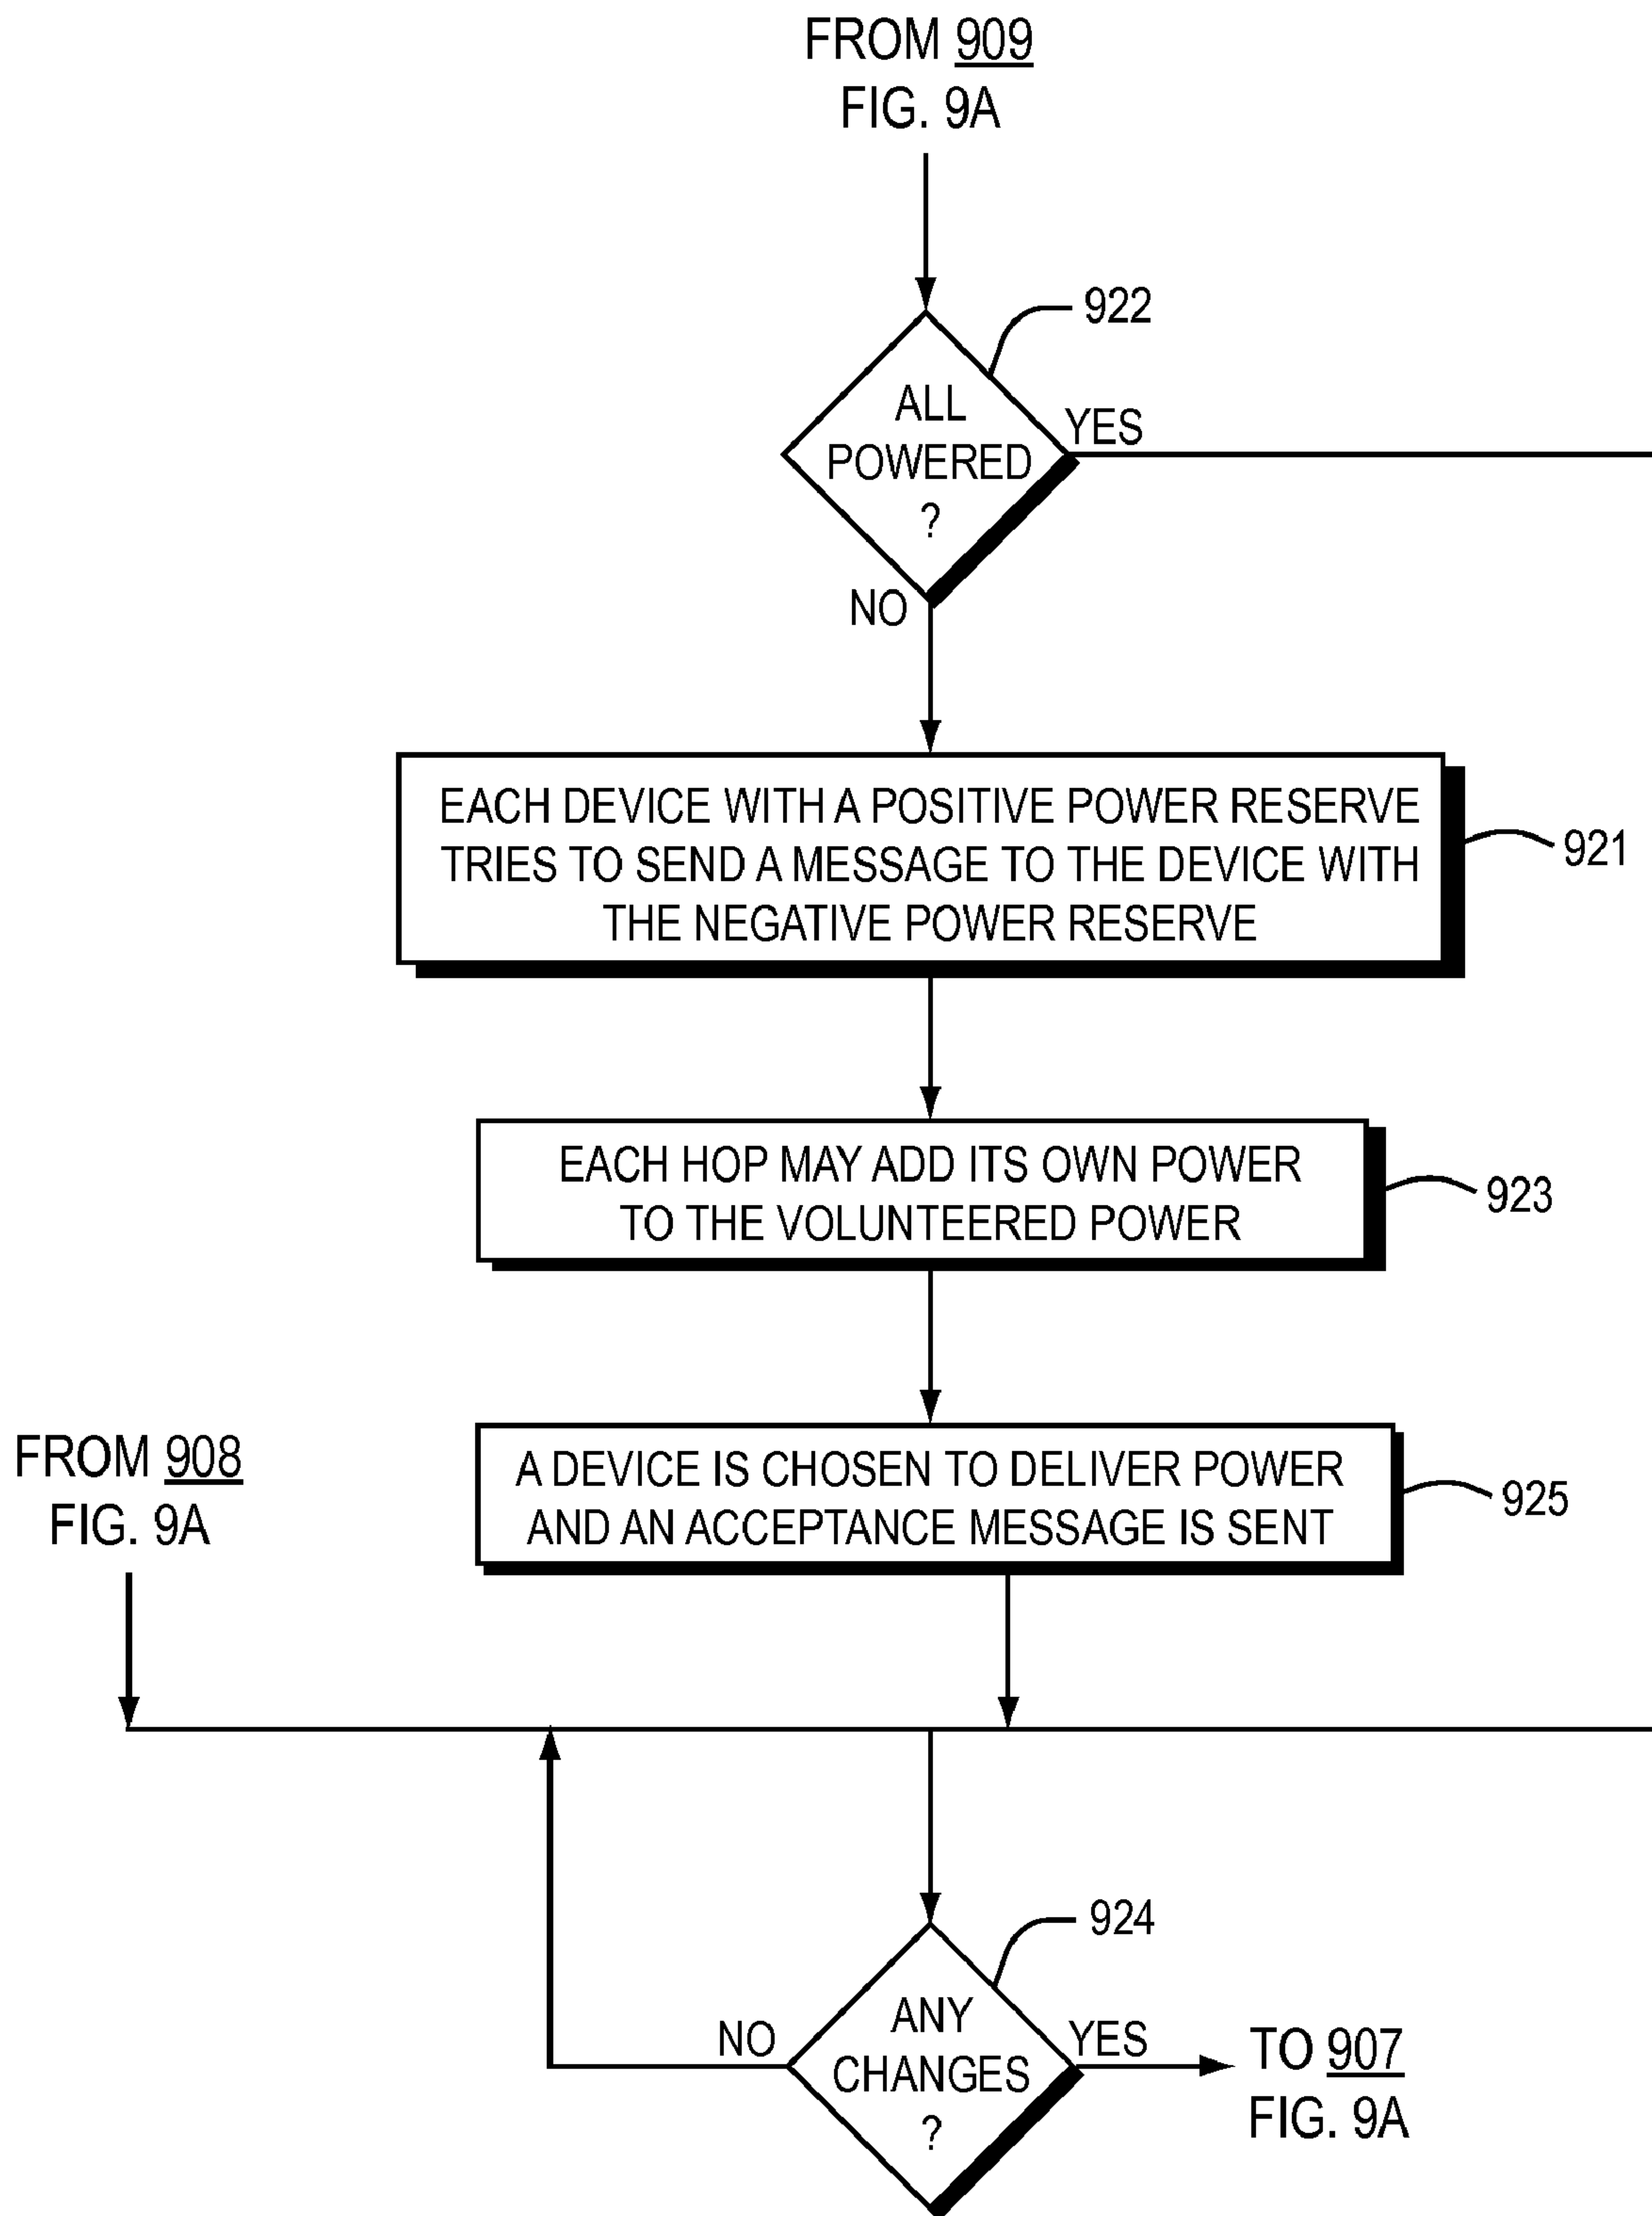 FROM 909
FIG. 9A
922
ALL
POWERED
?
YES
NO
EACH DEVICE WITH A POSITIVE POWER RESERVE
TRIES TO SEND A MESSAGE TO THE DEVICE WITH
THE NEGATIVE POWER RESERVE
921
EACH HOP MAY ADD ITS OWN POWER
TO THE VOLUNTEERED POWER
923
FROM 908
FIG. 9A
A DEVICE IS CHOSEN TO DELIVER POWER
AND AN ACCEPTANCE MESSAGE IS SENT
925
924
ANY
CHANGES
?
NO
YES
TO 907
FIG. 9A